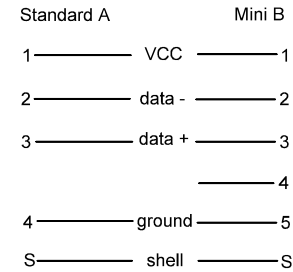 Standard A Mini B
1 VCC 1
2 data - 2
3 data + 3
4
4 ground 5
S shell S